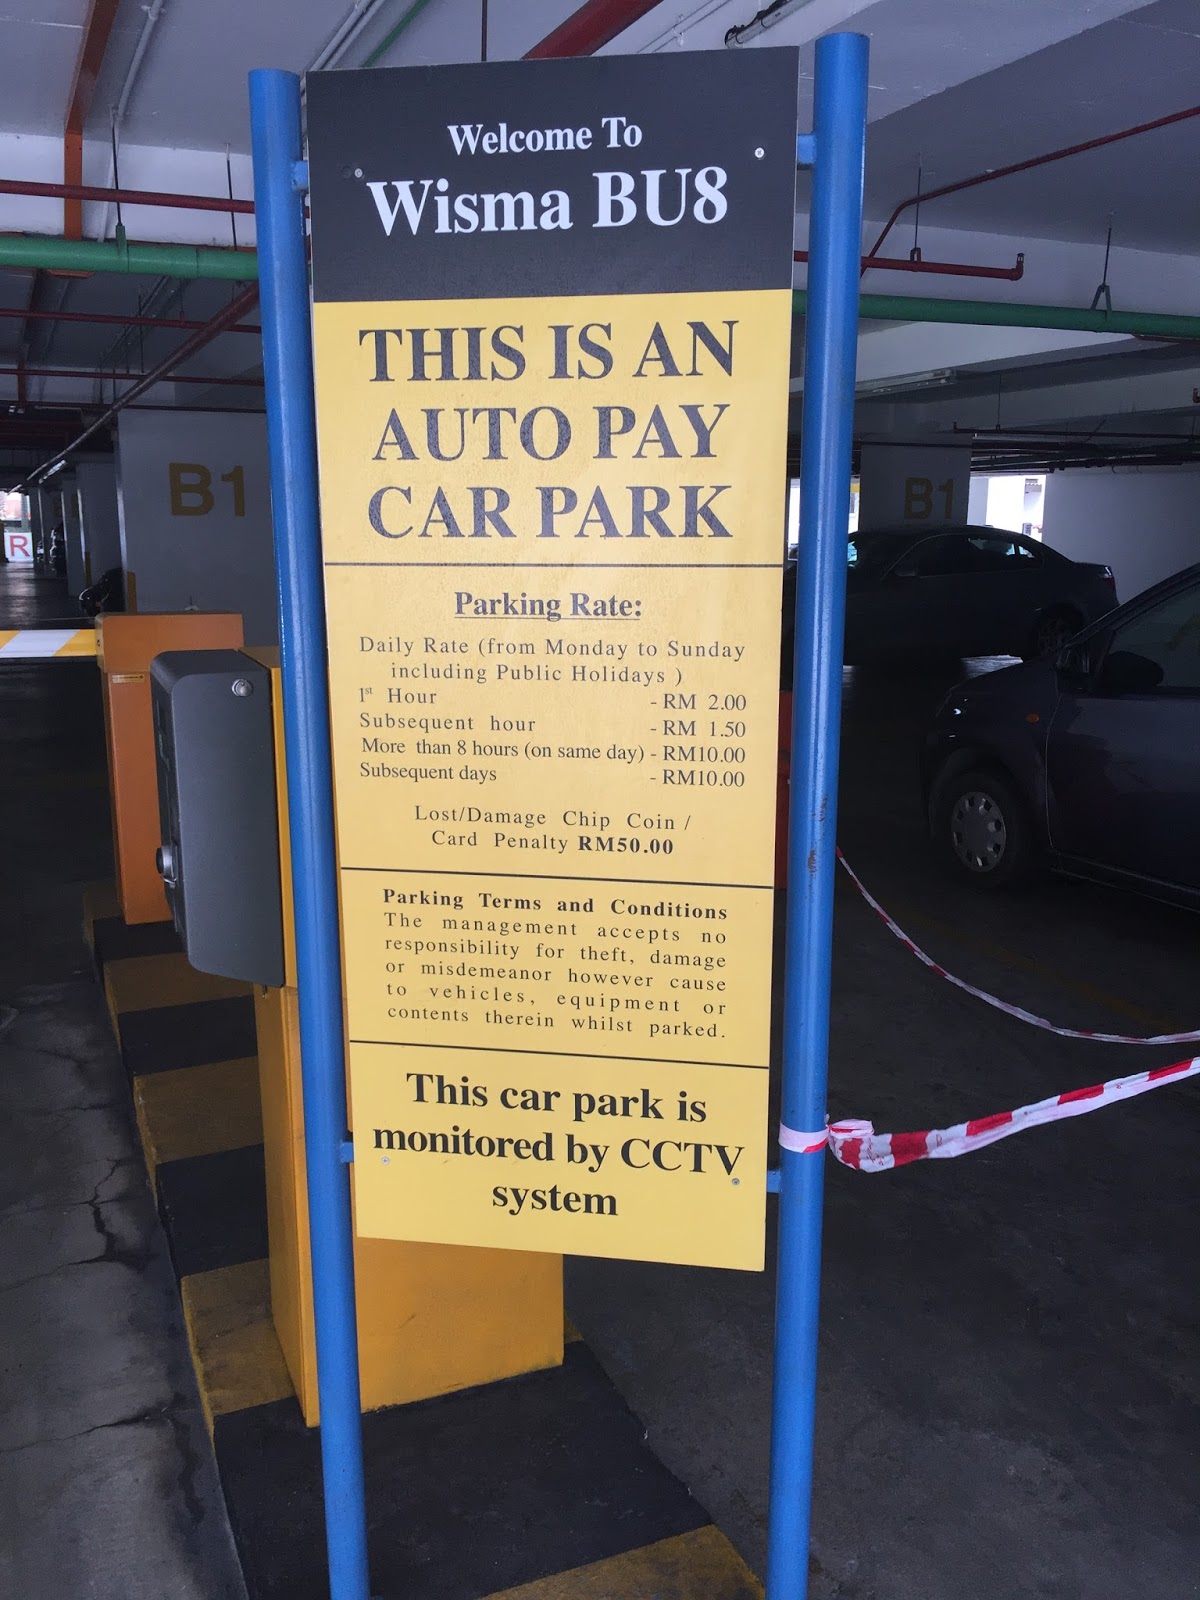 Welcome To
Wisma BU8
THIS IS AN
AUTO PAY
CAR PARK
Parking Rate:
Daily Rate (from Monday to Sunday
including Public Holidays )
1st Hour - RM 2.00
Subsequent hour - RM 1.50
More than 8 hours (on same day) - RM10.00
Subsequent days - RM10.00
Lost/Damage Chip Coin /
Card Penalty RM50.00
Parking Terms and Conditions
The management accepts no
responsibility for theft, damage
or misdemeanor however cause
to vehicles, equipment or
contents therein whilst parked.
This car park is
monitored by CCTV
system
B1
B1
R